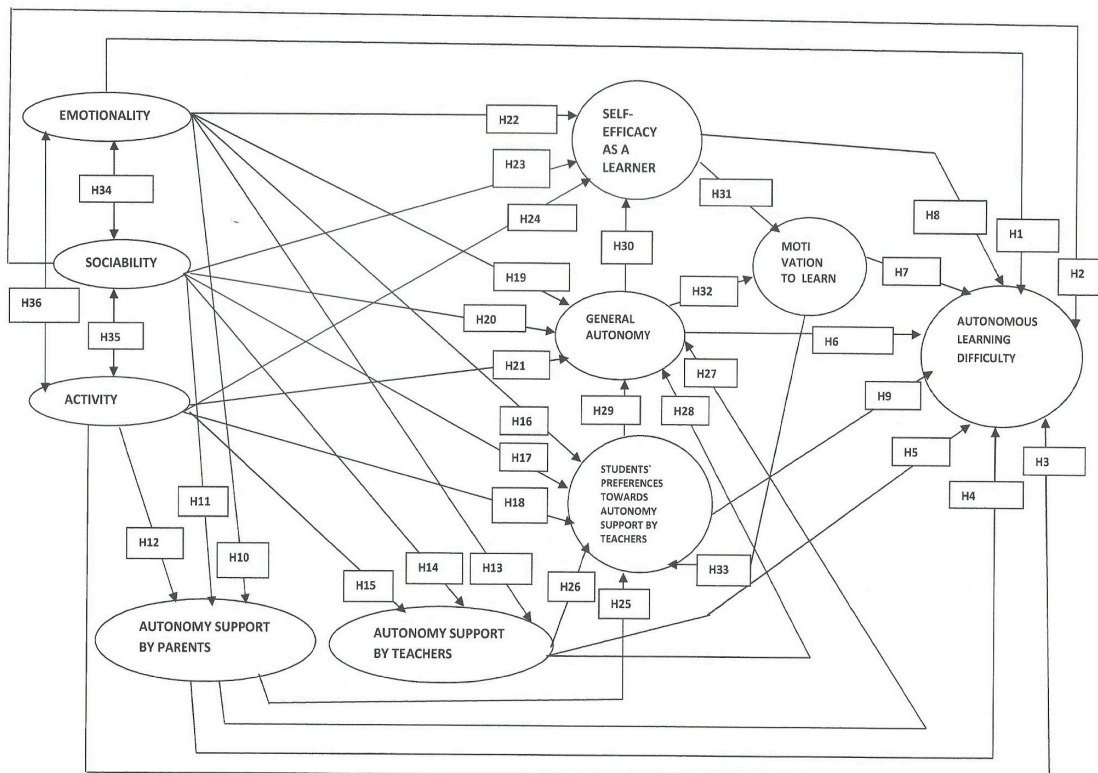 EMOTIONALITY
H22
SELF-
EFFICACY
AS A
LEARNER
H23
H34
H24
H31
H8
H1
H30
MOTI
VATION
TO LEARN
SOCIABILITY
H7
H2
H19
H32
H36
H20
GENERAL
AUTONOMY
AUTONOMOUS
LEARNING
DIFFICULTY
H35
H6
H21
H27
ACTIVITY
H29
H28
H9
H16
H17
H5
H3
STUDENTS`
PREFERENCES
TOWARDS
AUTONOMY
SUPPORT BY
TEACHERS
H11
H18
H4
H12
H10
H15
H14
H13
H26
H33
H25
AUTONOMY SUPPORT
BY PARENTS
AUTONOMY SUPPORT
BY TEACHERS